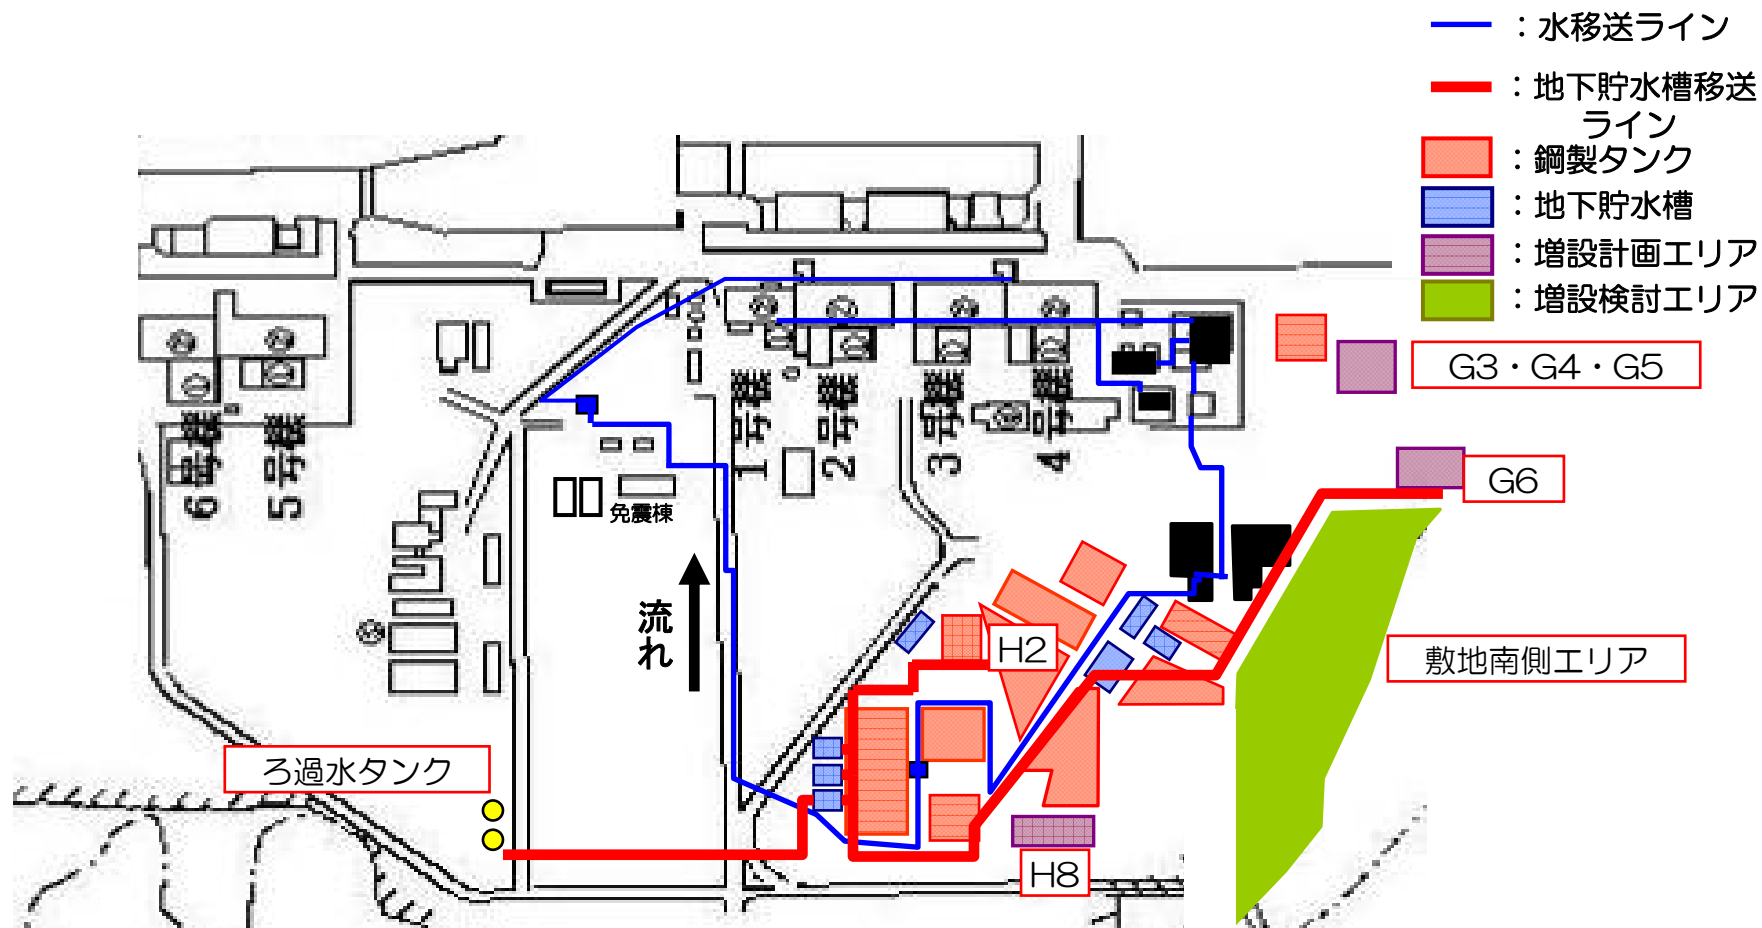 ：水移送ライン
：地下貯水槽移送
ライン
：鋼製タンク
：地下貯水槽
：増設計画エリア
：増設検討エリア
G3・G4・G5
G6
6号機
5号機
1号機
2号機
3号機
4号機
免震棟
流れ
H2
敷地南側エリア
ろ過水タンク
H8